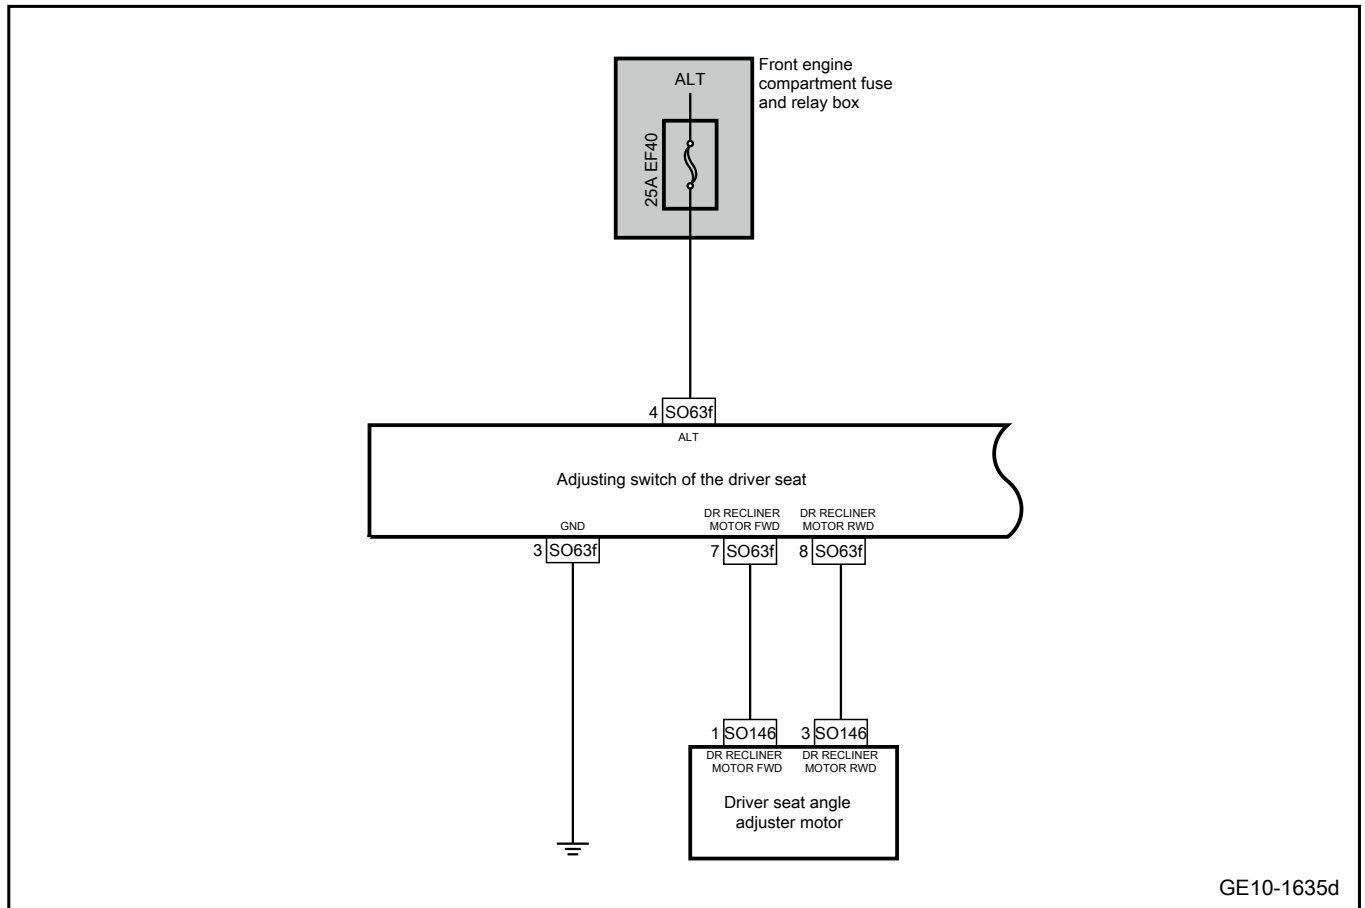 ALT
Front engine
compartment fuse
and relay box
25A EF40
4 SO63f
ALT
Adjusting switch of the driver seat
GND
DR RECLINER
MOTOR FWD
DR RECLINER
MOTOR RWD
3 SO63f
7 SO63f
8 SO63f
1 SO146
3 SO146
DR RECLINER
MOTOR FWD
DR RECLINER
MOTOR RWD
Driver seat angle
adjuster motor
GE10-1635d